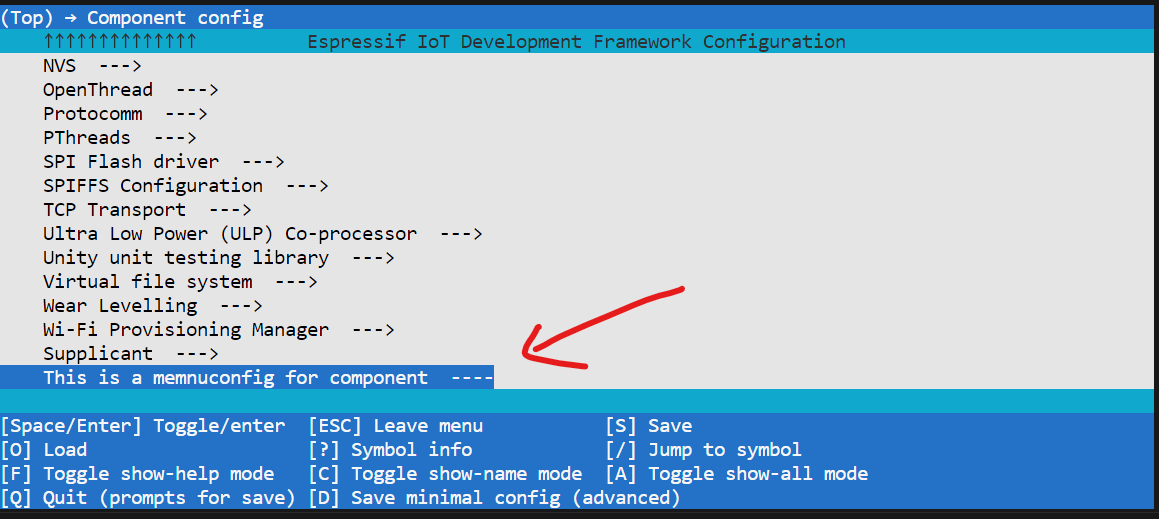 (Top) → Component config
↑↑↑↑↑↑↑↑↑↑↑↑↑↑ Espressif IoT Development Framework Configuration
NVS --->
OpenThread --->
Protocomm --->
PThreads --->
SPI Flash driver --->
SPIFFS Configuration --->
TCP Transport --->
Ultra Low Power (ULP) Co-processor --->
Unity unit testing library --->
Virtual file system --->
Wear Levelling --->
Wi-Fi Provisioning Manager --->
Supplicant --->
This is a memnuconfig for component ----
[Space/Enter] Toggle/enter [ESC] Leave menu [S] Save
[O] Load [?] Symbol info [/] Jump to symbol
[F] Toggle show-help mode [C] Toggle show-name mode [A] Toggle show-all mode
[Q] Quit (prompts for save) [D] Save minimal config (advanced)